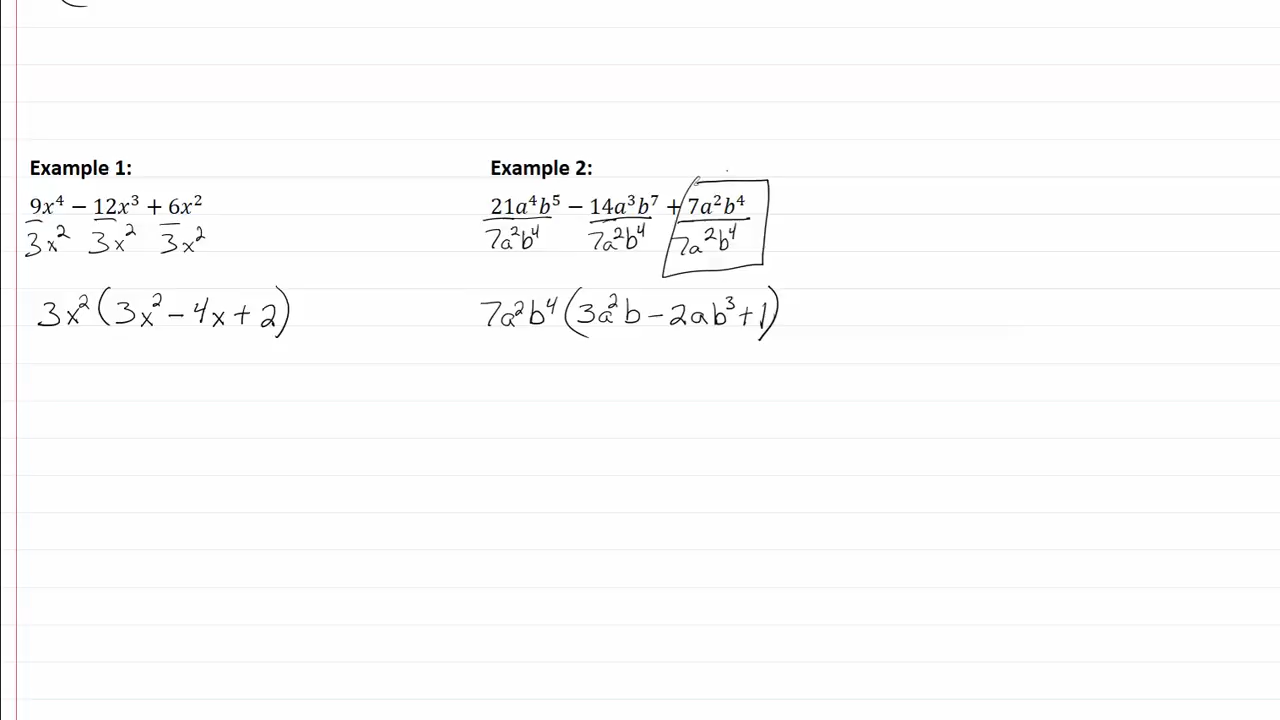 Example 1:
9x⁴ − 12x³ + 6x²
3x² 3x² 3x²
3x² (3x² − 4x + 2)
Example 2:
21a⁴b⁵ − 14a³b⁷ + 7a²b⁴
7a²b⁴ 7a²b⁴ 7a²b⁴
7a²b⁴ (3a²b − 2ab³ + 1)